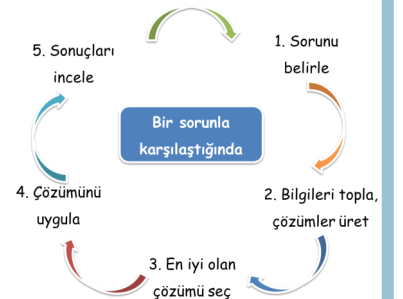 Bir sorunla
karşılaştığında
1. Sorunu
belirle
2. Bilgileri topla,
çözümler üret
3. En iyi olan
çözümü seç
4. Çözümünü
uygula
5. Sonuçları
incele